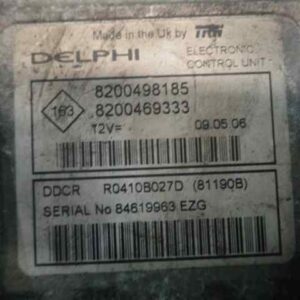 Made in the Uk by TRW
DELPHI
ELECTRONIC
CONTROL UNIT
163
8200498185
8200469333
12V=
09.05.06
DDCR R0410B027D (81190B)
SERIAL No 84619963 EZG